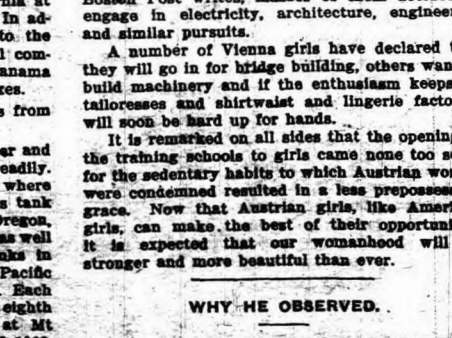 nia at
In ad-
to the
l com-
anama
xes.
s from
er and
eadily.
where
s tank
Oregon,
as well
nks in
Pacific
Each
eighth
at Mt
engage in electricity, architecture, engineer
and similar pursuits.
A number of Vienna girls have declared t
they will go in for bridge building, others wan
build machinery and if the enthusiasm keeps
tailoresses and shirtwaist and lingerie facto
will soon be hard up for hands.
It is remarked on all sides that the opening
the training schools to girls came none too s
for the sedentary habits to which Austrian wo
were condemned resulted in a less preposses
grace. Now that Austrian girls, like Ameri
girls, can make the best of their opportuni
it is expected that our womanhood will
stronger and more beautiful than ever.
WHY HE OBSERVED.